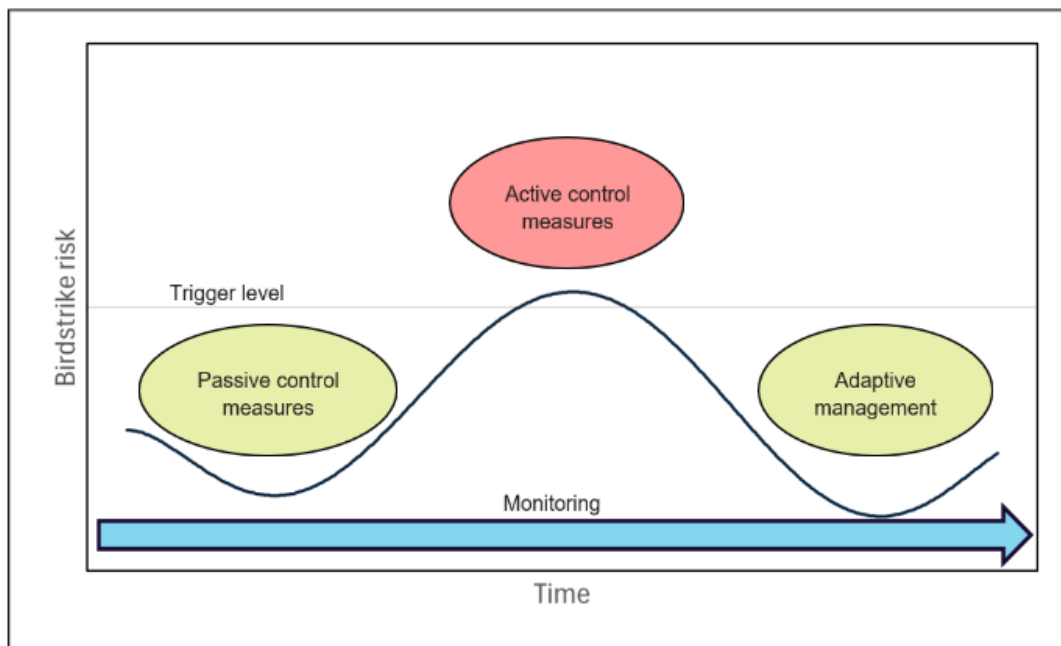 Active control
measures
Trigger level
Passive control
measures
Adaptive
management
Monitoring
Birdstrike risk
Time